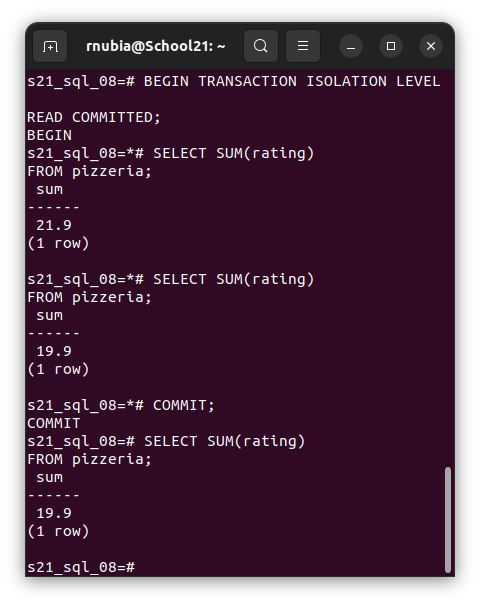 rnubia@School21: ~
s21_sql_08=# BEGIN TRANSACTION ISOLATION LEVEL
READ COMMITTED;
BEGIN
s21_sql_08=*# SELECT SUM(rating)
FROM pizzeria;
sum
------
21.9
(1 row)
s21_sql_08=*# SELECT SUM(rating)
FROM pizzeria;
sum
------
19.9
(1 row)
s21_sql_08=*# COMMIT;
COMMIT
s21_sql_08=# SELECT SUM(rating)
FROM pizzeria;
sum
------
19.9
(1 row)
s21_sql_08=#